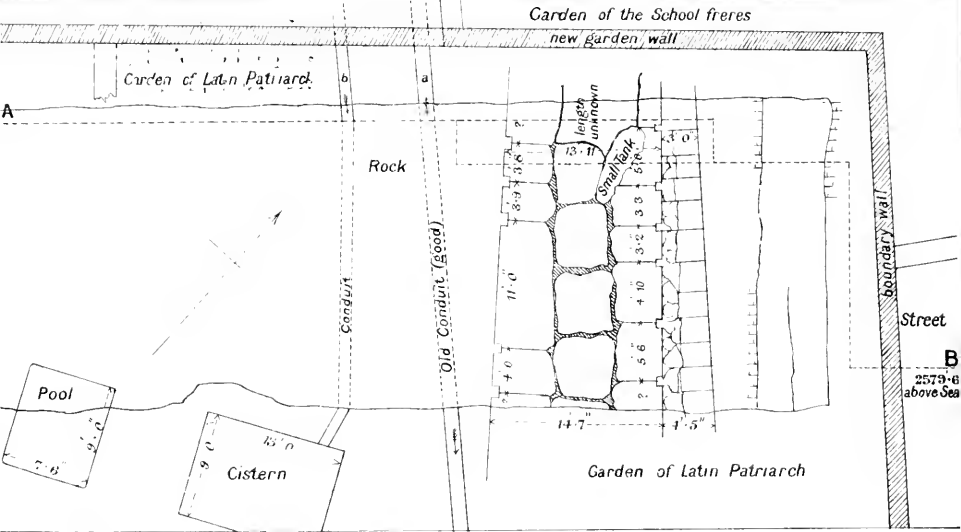 Garden of the School freres
new garden wall
Garden of Latin Patriarch
b
a
A
length
unknown
?
13·11
3'·0"
Small Tank
5·8
3·8
3·9
3 3
3·2
Rock
11'·0"
4 10
5 6
4 0
?
?
Conduit
Old Conduit (good)
boundary wall
Street
B
2579·6
above Sea
Pool
9'·0"
7'·6"
9 0
15'·0
Cistern
14'·7"
4'·5"
Garden of Latin Patriarch